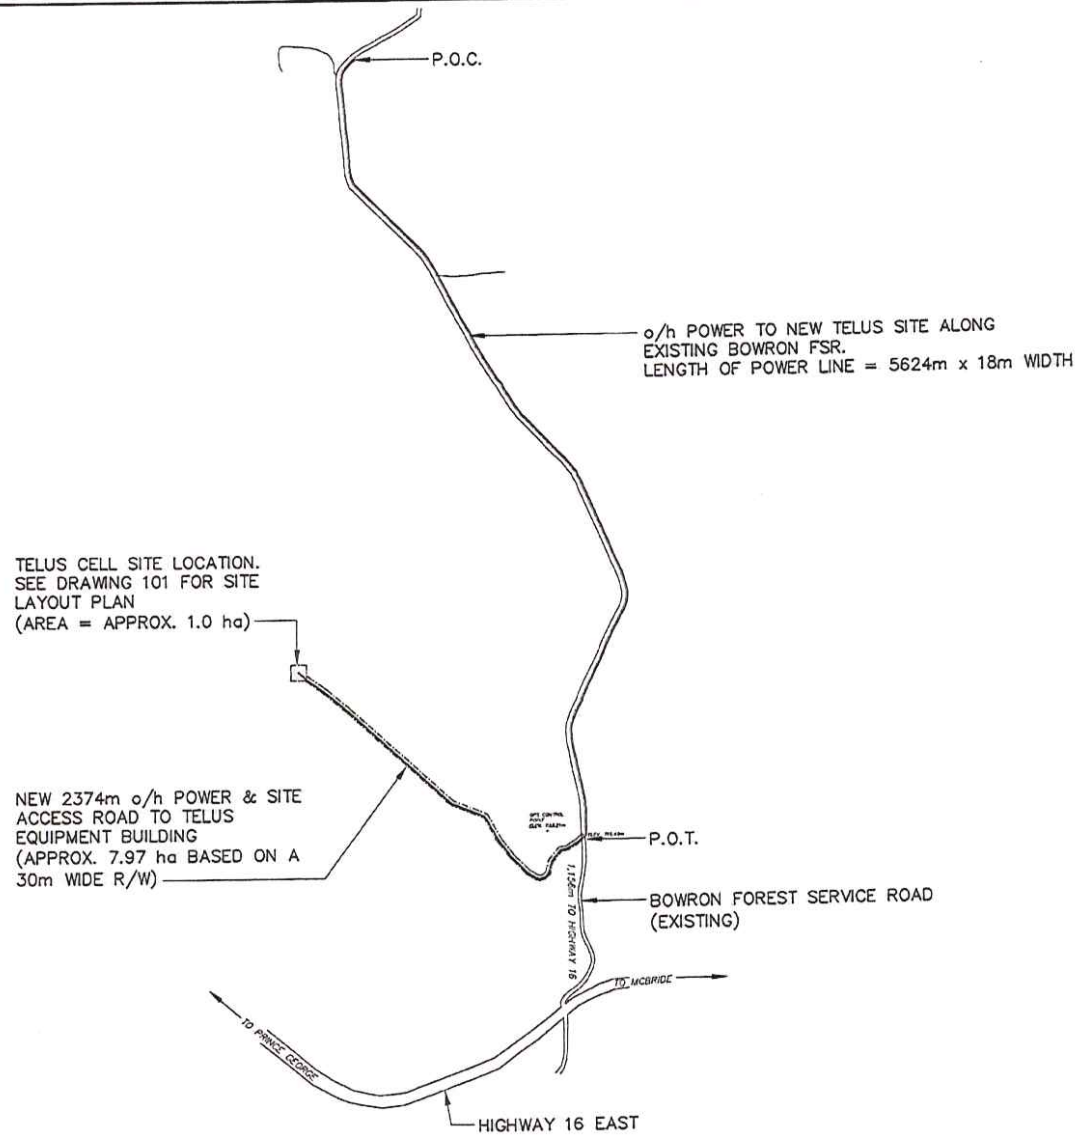 P.O.C.
o/h POWER TO NEW TELUS SITE ALONG
EXISTING BOWRON FSR.
LENGTH OF POWER LINE = 5624m x 18m WIDTH
TELUS CELL SITE LOCATION.
SEE DRAWING 101 FOR SITE
LAYOUT PLAN
(AREA = APPROX. 1.0 ha)
NEW 2374m o/h POWER & SITE
ACCESS ROAD TO TELUS
EQUIPMENT BUILDING
(APPROX. 7.97 ha BASED ON A
30m WIDE R/W)
CONTROL
P.O.T.
1,158m TO HIGHWAY 16
BOWRON FOREST SERVICE ROAD
(EXISTING)
TO MCBRIDE
TO PRINCE GEORGE
HIGHWAY 16 EAST